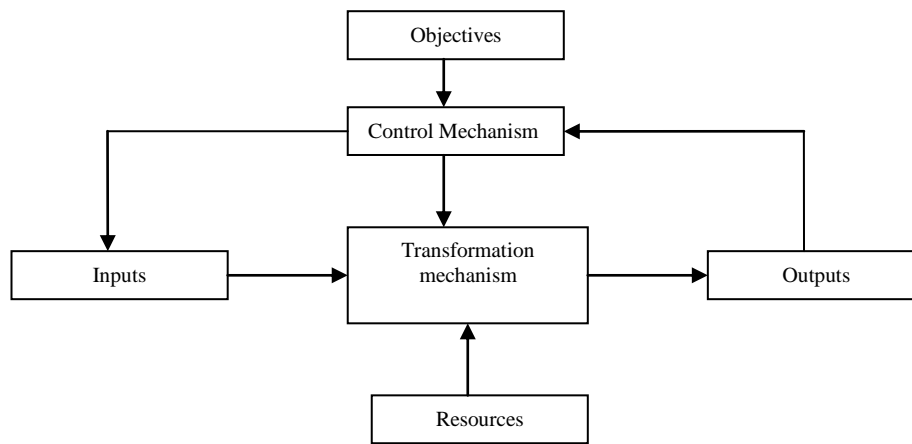 Objectives
Control Mechanism
Transformation
mechanism
Inputs
Outputs
Resources